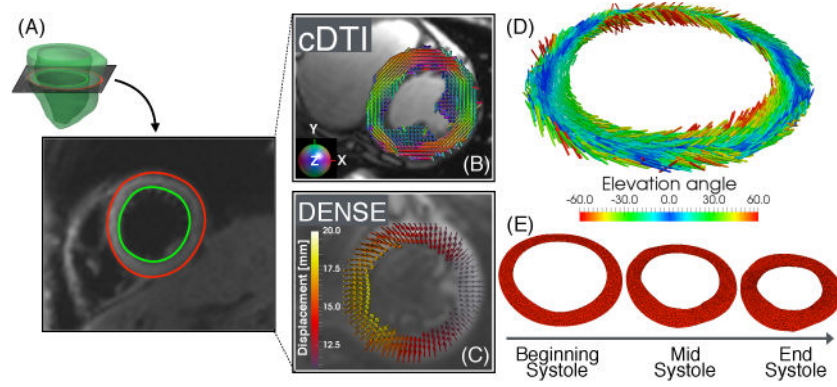 (A)
cDTI
Y
Z
X
(B)
DENSE
Displacement [mm]
20.0
17.5
15.0
12.5
(C)
(D)
Elevation angle
-60.0 -30.0 0.0 30.0 60.0
(E)
Beginning
Systole
Mid
Systole
End
Systole